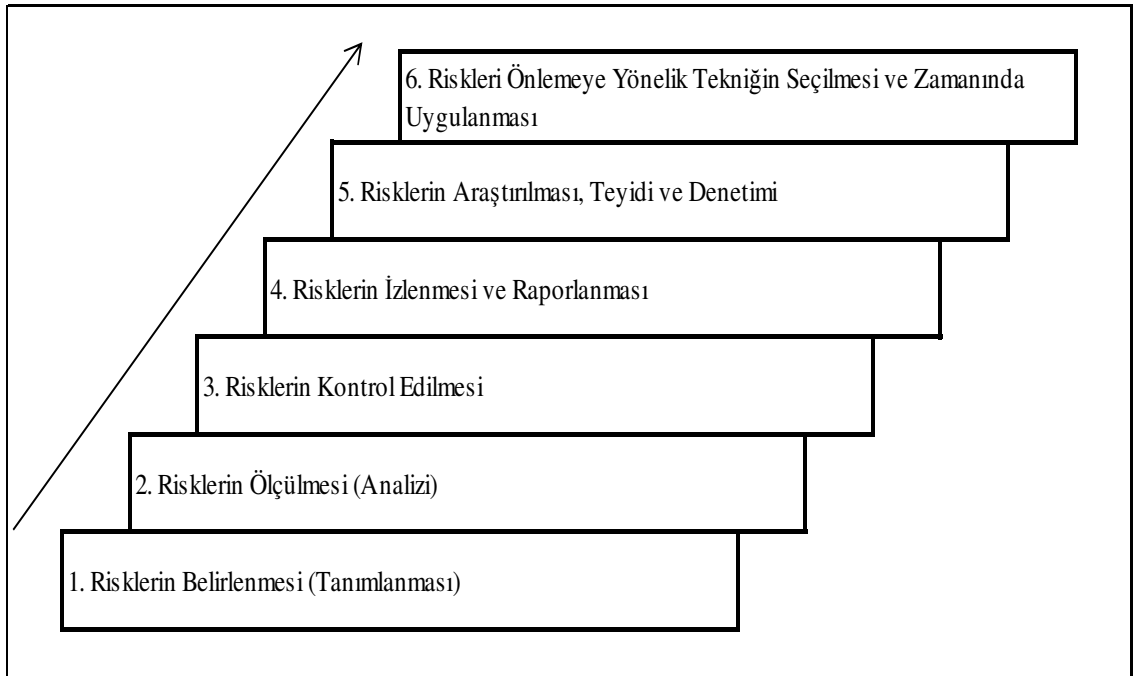 6. Riskleri Önlemeye Yönelik Tekniğin Seçilmesi ve Zamanında
Uygulanması
5. Risklerin Araştırılması, Teyidi ve Denetimi
4. Risklerin İzlenmesi ve Raporlanması
3. Risklerin Kontrol Edilmesi
2. Risklerin Ölçülmesi (Analizi)
1. Risklerin Belirlenmesi (Tanımlanması)